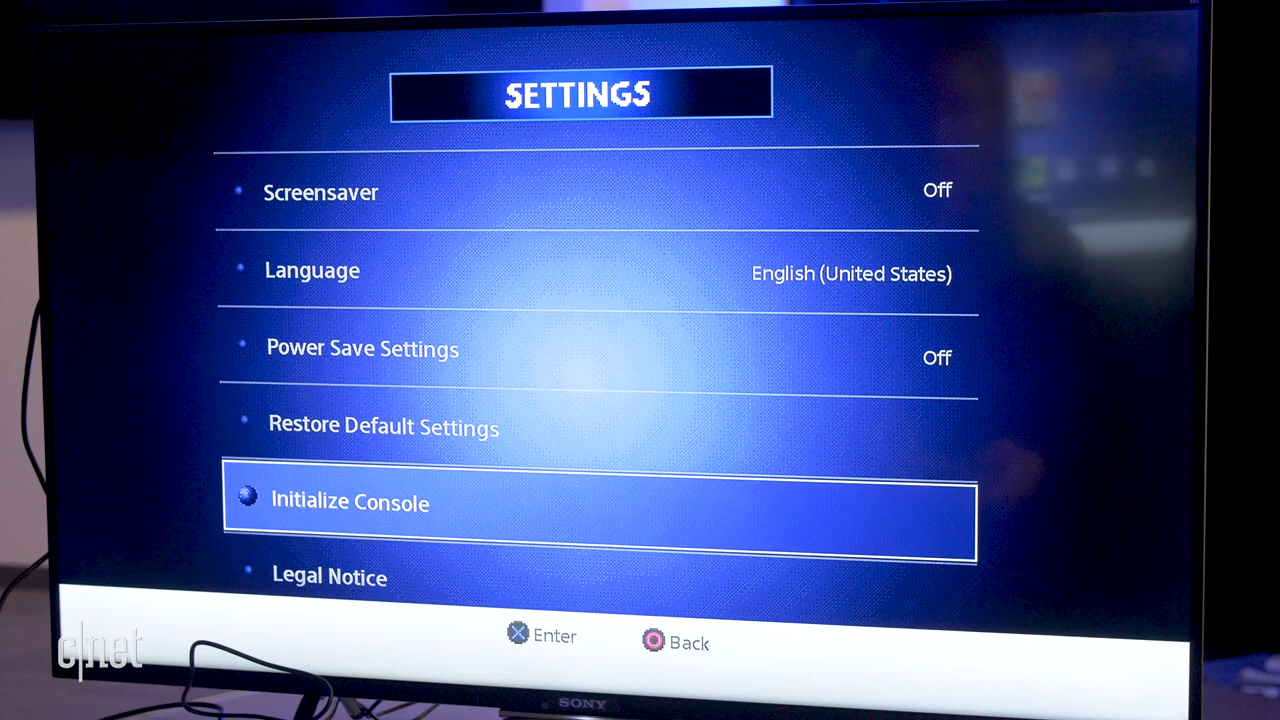 SETTINGS
Screensaver Off
Language English (United States)
Power Save Settings Off
Restore Default Settings
Initialize Console
Legal Notice
Enter Back
c|net
SONY